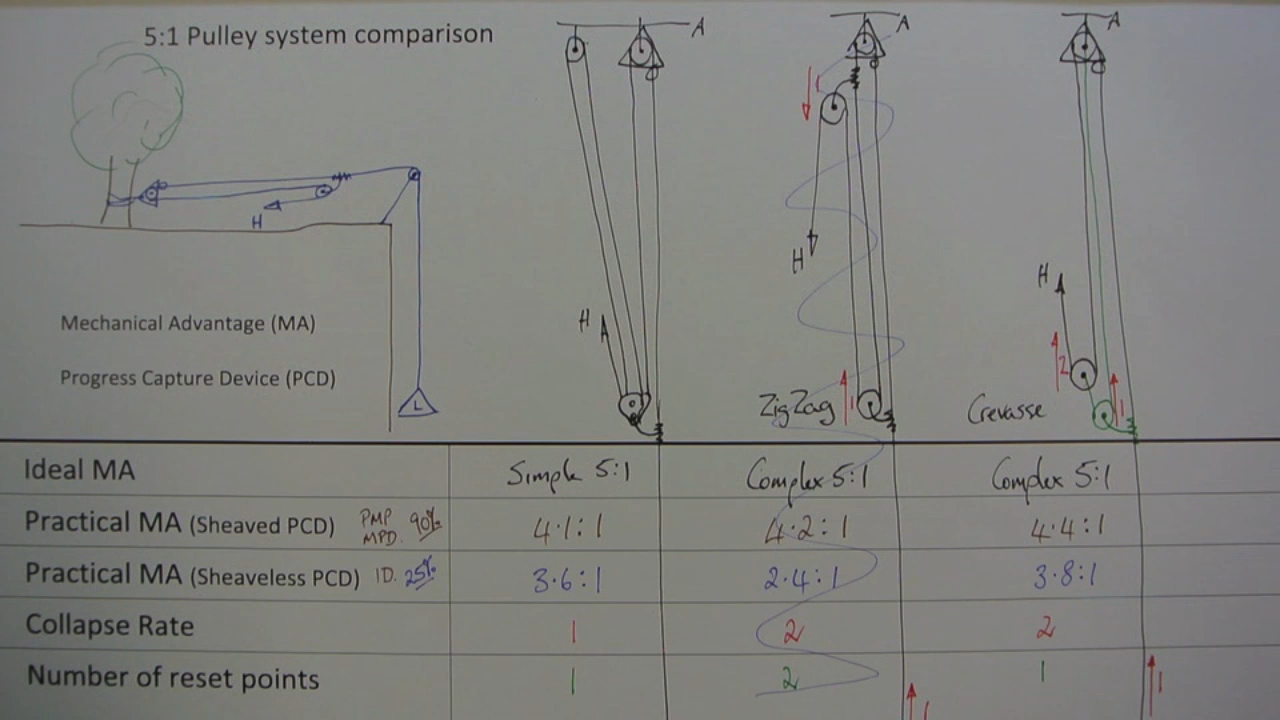 5:1 Pulley system comparison
A
A
A
1
H
Mechanical Advantage (MA)
Progress Capture Device (PCD)
L
H
H
H
2
1
1
ZigZag
Crevasse
Ideal MA
Simple 5:1
Complex 5:1
Complex 5:1
Practical MA (Sheaved PCD) PMP MPD. 90%
4·1:1
4·2:1
4·4:1
Practical MA (Sheaveless PCD) ID. 25%
3·6:1
2·4:1
3·8:1
Collapse Rate
1
2
2
Number of reset points
1
2
1
1
1